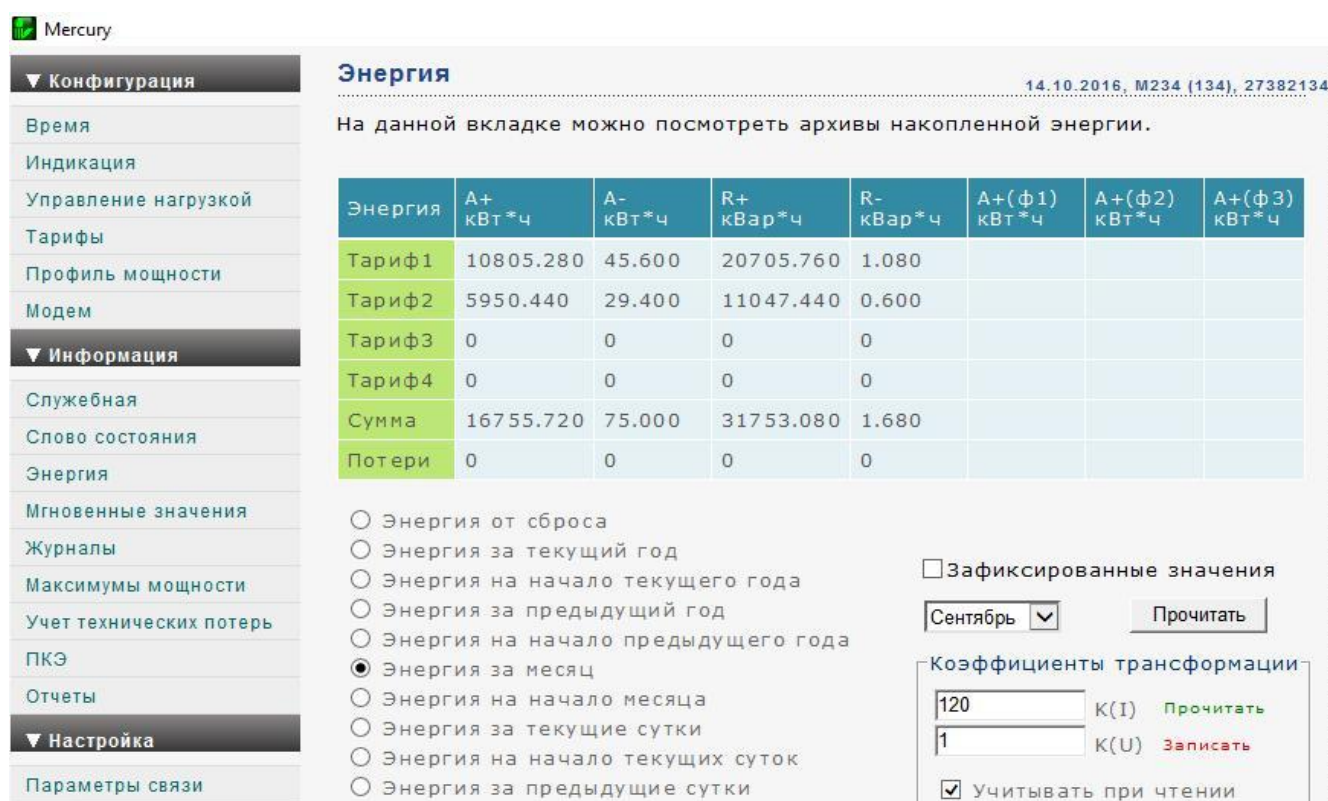 Mercury
▼ Конфигурация
Время
Индикация
Управление нагрузкой
Тарифы
Профиль мощности
Модем
▼ Информация
Служебная
Слово состояния
Энергия
Мгновенные значения
Журналы
Максимумы мощности
Учет технических потерь
ПКЭ
Отчеты
▼ Настройка
Параметры связи
Энергия
14.10.2016, М234 (134), 27382134
На данной вкладке можно посмотреть архивы накопленной энергии.
Энергия A+ кВт*ч A- кВт*ч R+ кВар*ч R- кВар*ч A+(ф1) кВт*ч A+(ф2) кВт*ч A+(ф3) кВт*ч
Тариф1 10805.280 45.600 20705.760 1.080
Тариф2 5950.440 29.400 11047.440 0.600
Тариф3 0 0 0 0
Тариф4 0 0 0 0
Сумма 16755.720 75.000 31753.080 1.680
Потери 0 0 0 0
Энергия от сброса
Энергия за текущий год
Энергия на начало текущего года
Энергия за предыдущий год
Энергия на начало предыдущего года
Энергия за месяц
Энергия на начало месяца
Энергия за текущие сутки
Энергия на начало текущих суток
Энергия за предыдущие сутки
Зафиксированные значения
Сентябрь Прочитать
Коэффициенты трансформации
120 K(I) Прочитать
1 K(U) Записать
Учитывать при чтении